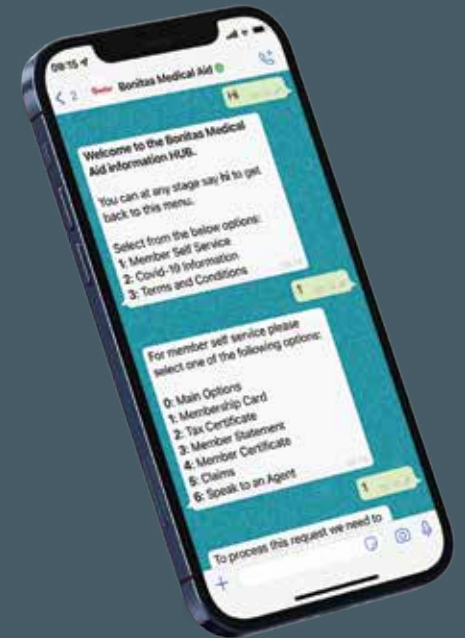 09:15
2
Bonitas Medical Aid
Hi
Welcome to the Bonitas Medical
Aid information HUB.
You can at any stage say hi to get
back to this menu.
Select from the below options:
1: Member Self Service
2: Covid-19 Information
3: Terms and Conditions
1
For member self service please
select one of the following options:
0: Main Options
1: Membership Card
2: Tax Certificate
3: Member Statement
4: Member Certificate
5: Claims
6: Speak to an Agent
1
To process this request we need to